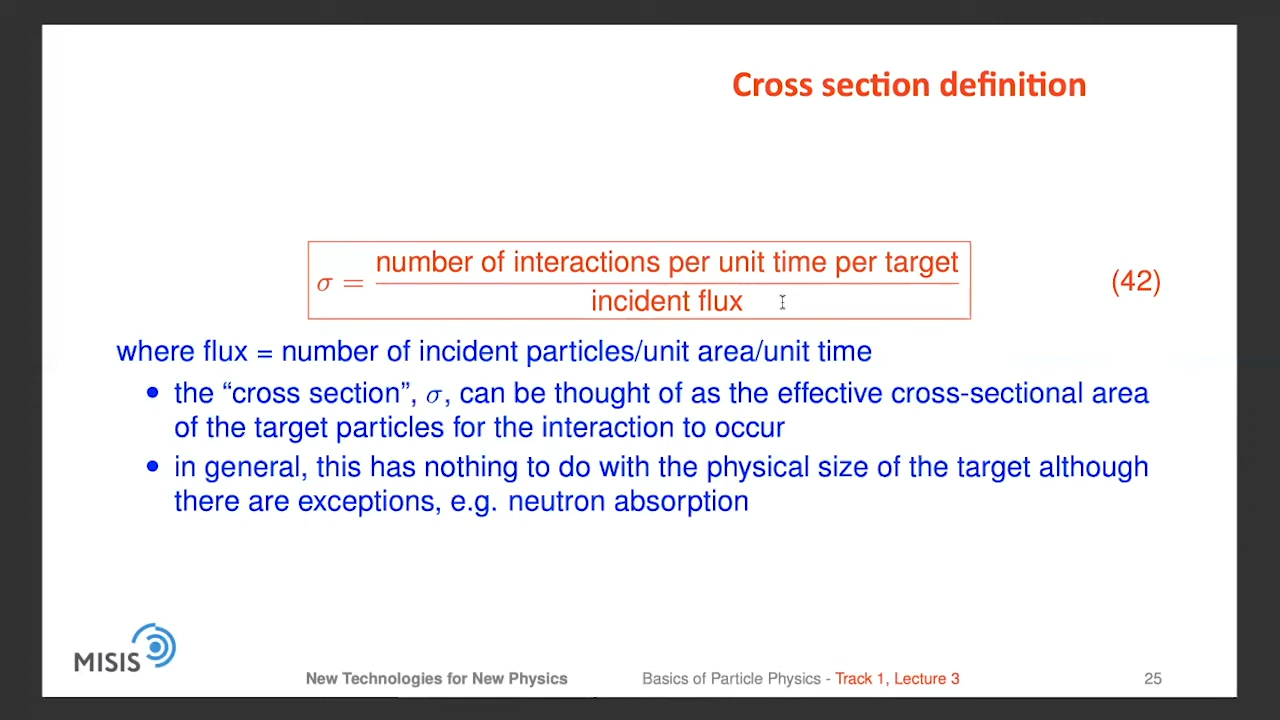 Cross section definition
σ = number of interactions per unit time per target
incident flux
(42)
where flux = number of incident particles/unit area/unit time
• the “cross section”, σ, can be thought of as the effective cross-sectional area
of the target particles for the interaction to occur
• in general, this has nothing to do with the physical size of the target although
there are exceptions, e.g. neutron absorption
MISIS
New Technologies for New Physics
Basics of Particle Physics - Track 1, Lecture 3
25